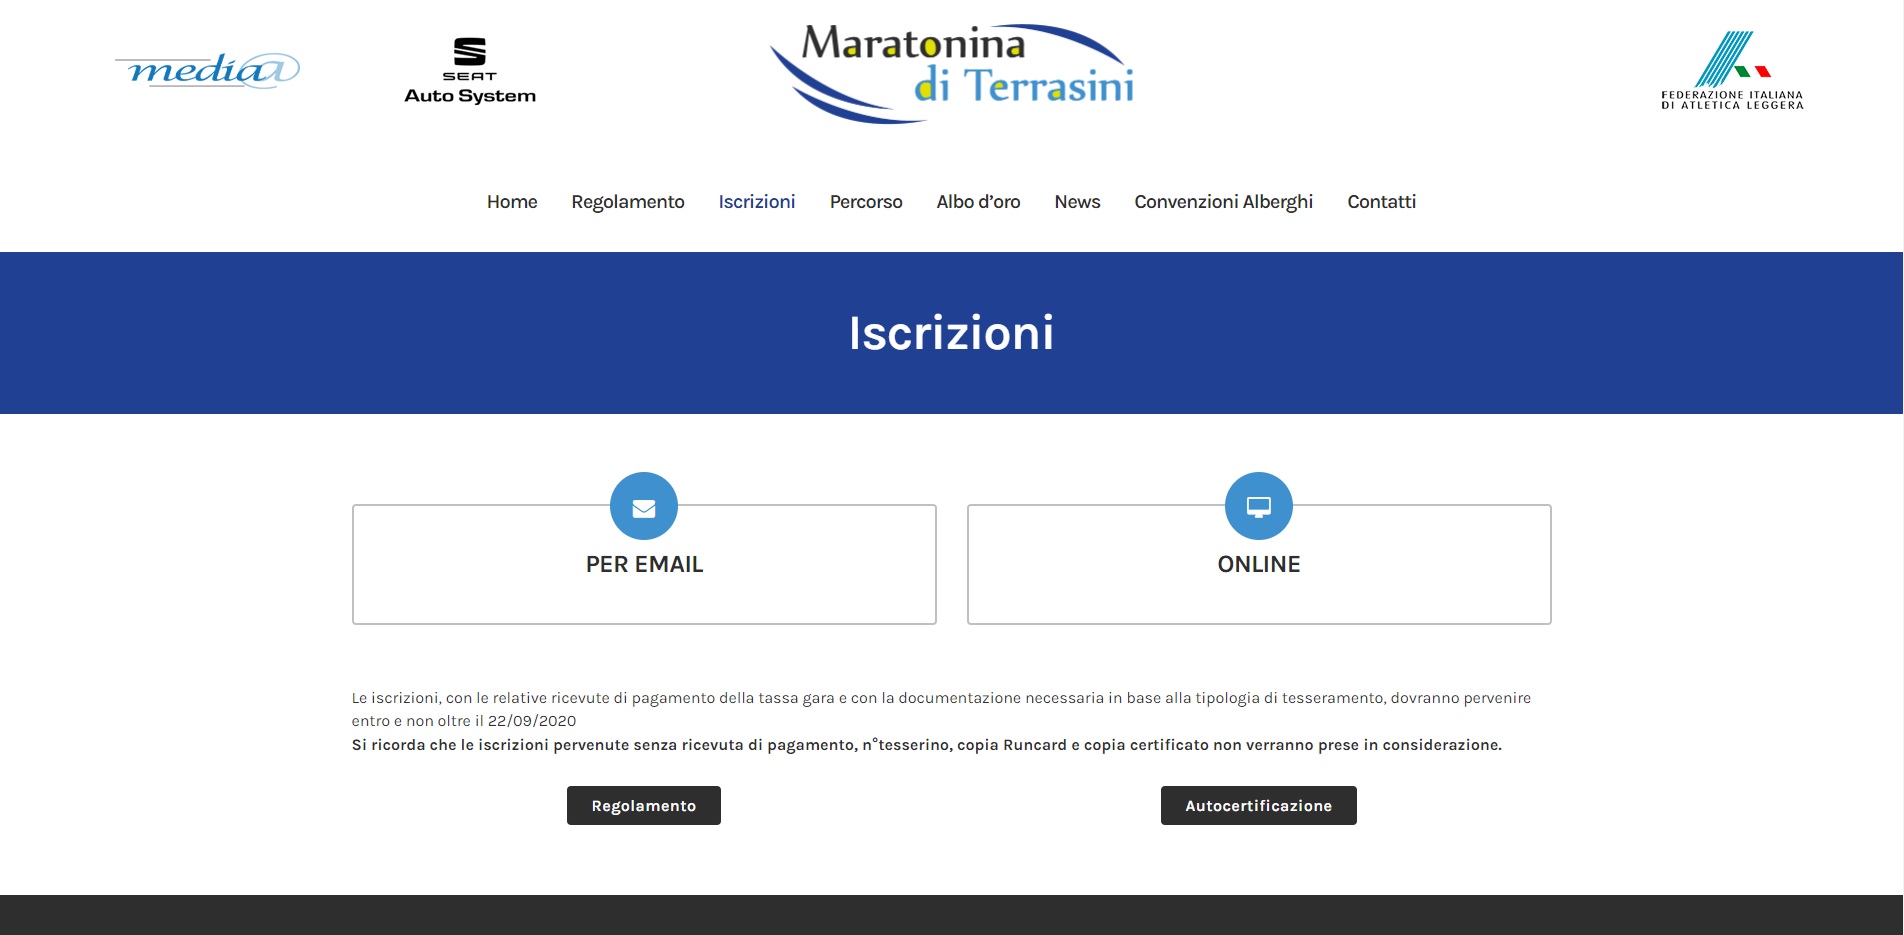 media@
SEAT
Auto System
Maratonina
di Terrasini
FEDERAZIONE ITALIANA
DI ATLETICA LEGGERA
Home Regolamento Iscrizioni Percorso Albo d’oro News Convenzioni Alberghi Contatti
Iscrizioni
PER EMAIL
ONLINE
Le iscrizioni, con le relative ricevute di pagamento della tassa gara e con la documentazione necessaria in base alla tipologia di tesseramento, dovranno pervenire
entro e non oltre il 22/09/2020
Si ricorda che le iscrizioni pervenute senza ricevuta di pagamento, n°tesserino, copia Runcard e copia certificato non verranno prese in considerazione.
Regolamento
Autocertificazione